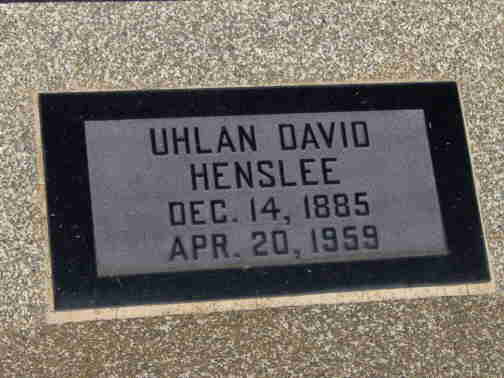 UHLAN DAVID
HENSLEE
DEC. 14, 1885
APR. 20, 1959